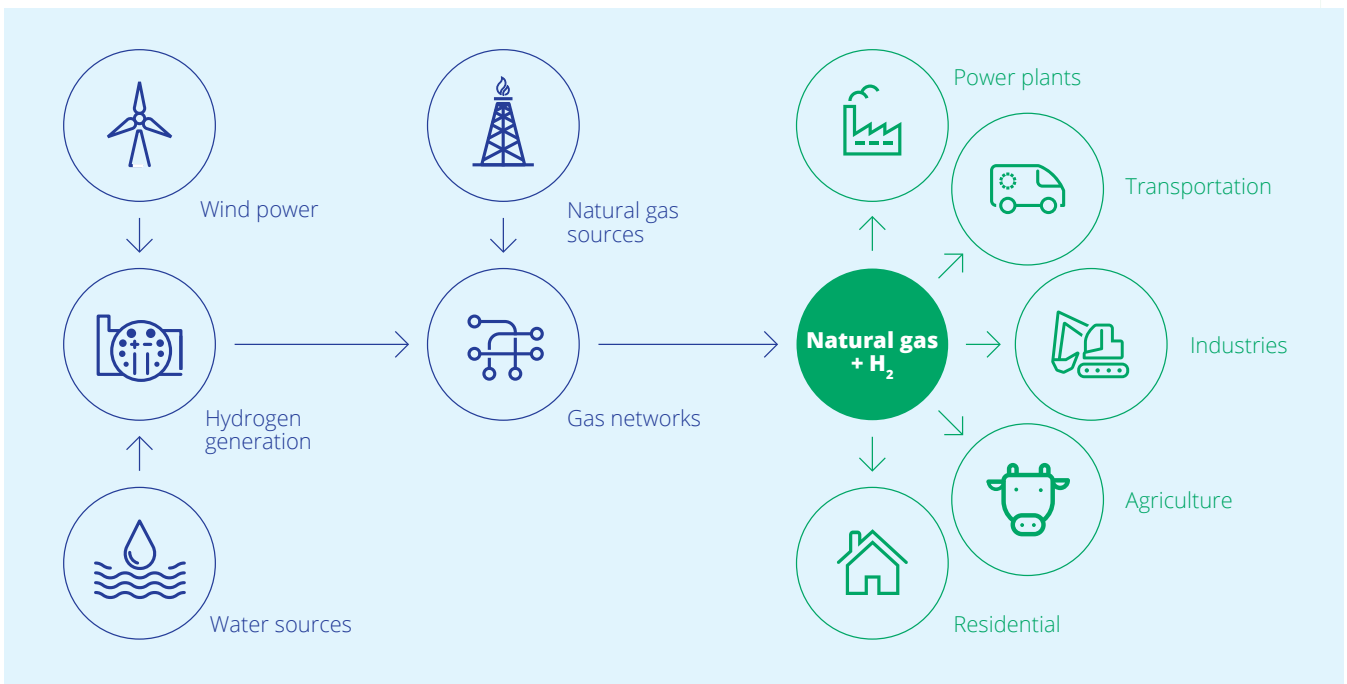 Power plants
Transportation
Wind power
Natural gas
sources
Natural gas
+ H₂
Industries
Hydrogen
generation
Gas networks
Agriculture
Water sources
Residential